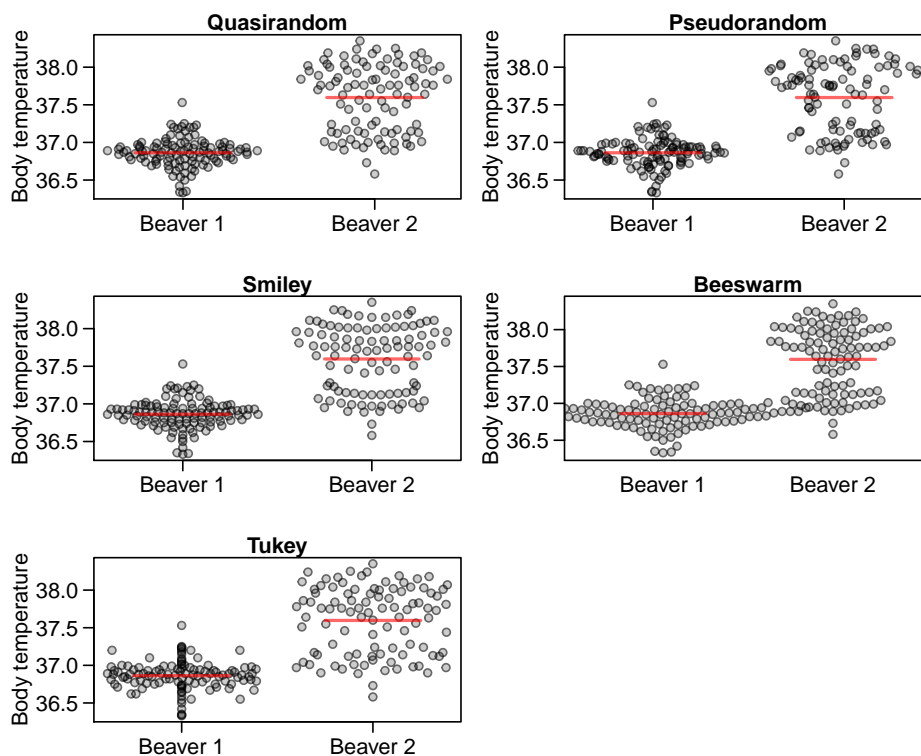 Quasirandom
Body temperature
38.0
37.5
37.0
36.5
Beaver 1 Beaver 2
Pseudorandom
Body temperature
38.0
37.5
37.0
36.5
Beaver 1 Beaver 2
Smiley
Body temperature
38.0
37.5
37.0
36.5
Beaver 1 Beaver 2
Beeswarm
Body temperature
38.0
37.5
37.0
36.5
Beaver 1 Beaver 2
Tukey
Body temperature
38.0
37.5
37.0
36.5
Beaver 1 Beaver 2